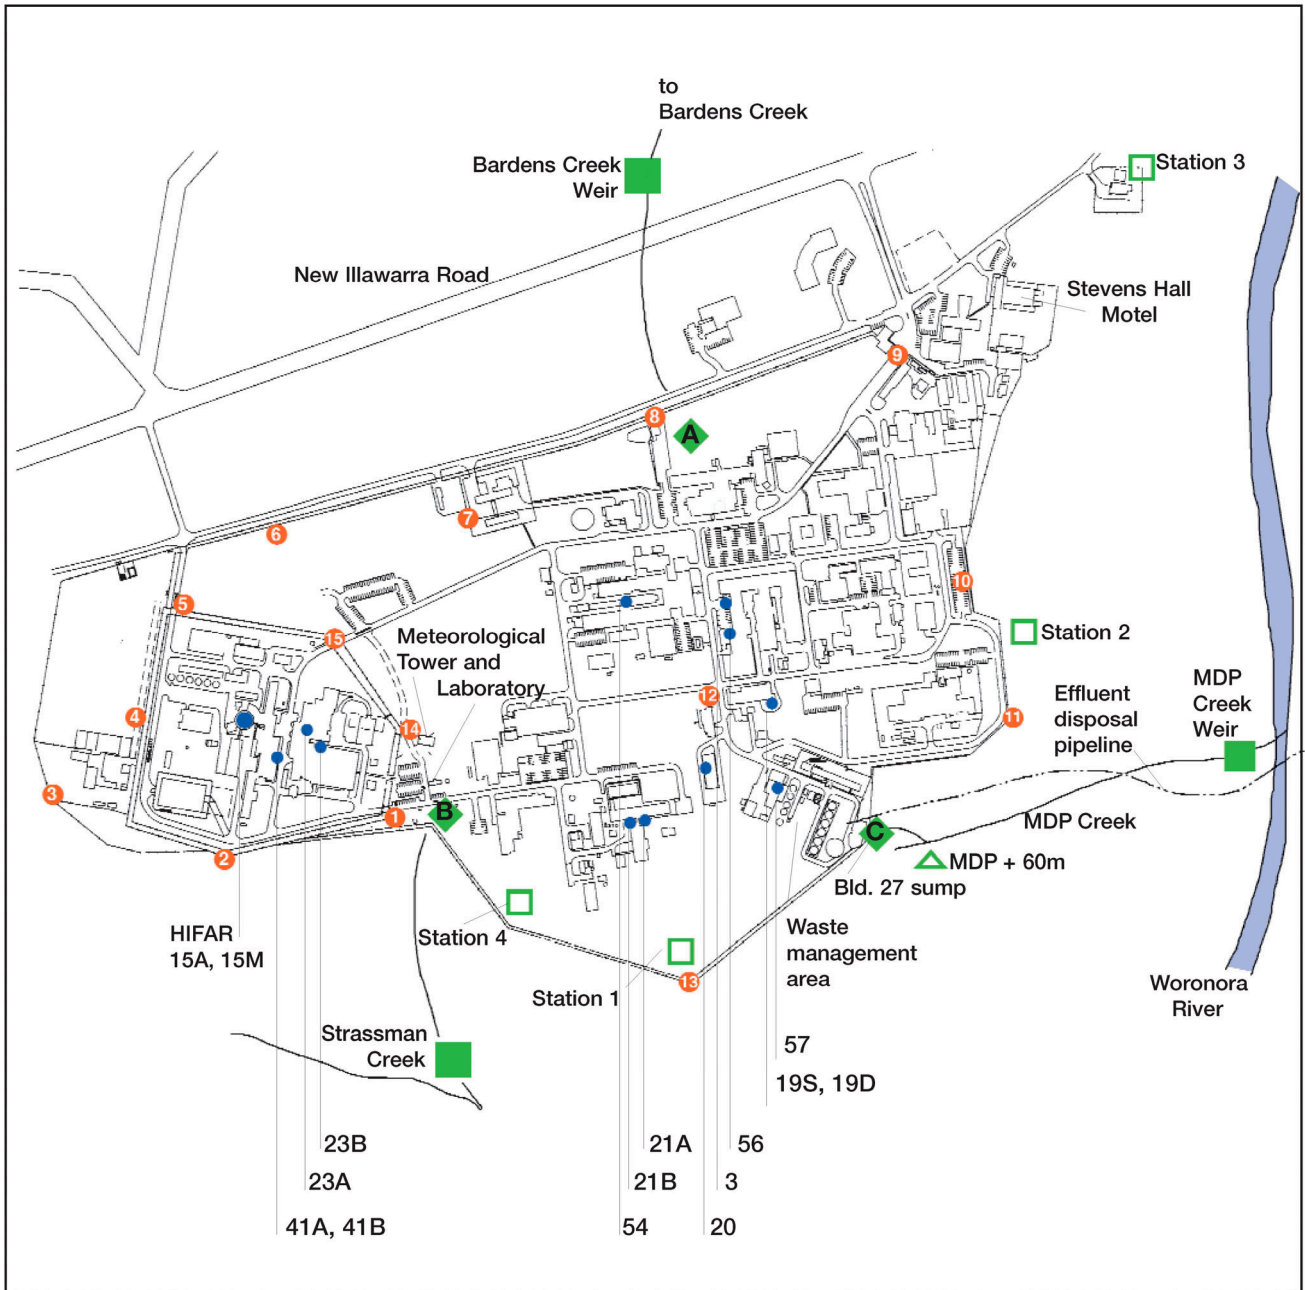 to
Bardens Creek
Bardens Creek
Weir
Station 3
New Illawarra Road
Stevens Hall
Motel
9
8
A
7
6
10
5
15
Station 2
Meteorological
Tower and
Laboratory
12
4
14
11
Effluent
disposal
pipeline
MDP
Creek
Weir
3
1
B
2
C
MDP Creek
MDP + 60m
Bld. 27 sump
HIFAR
15A, 15M
Station 4
Waste
management
area
13
Station 1
Woronora
River
Strassman
Creek
57
19S, 19D
23B
21A
56
23A
21B
3
41A, 41B
54
20